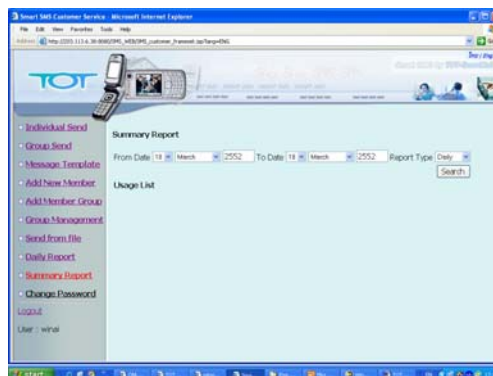 Smart SMS Customer Service - Microsoft Internet Explorer
File Edit View Favorites Tools Help
TOT
Individual Send
Group Send
Message Template
Add New Member
Add Member Group
Group Management
Send from file
Daily Report
Summary Report
Change Password
Logout
User : winai
Summary Report
From Date 18 March 2552 To Date 18 March 2552 Report Type Daily
Search
Usage List
start